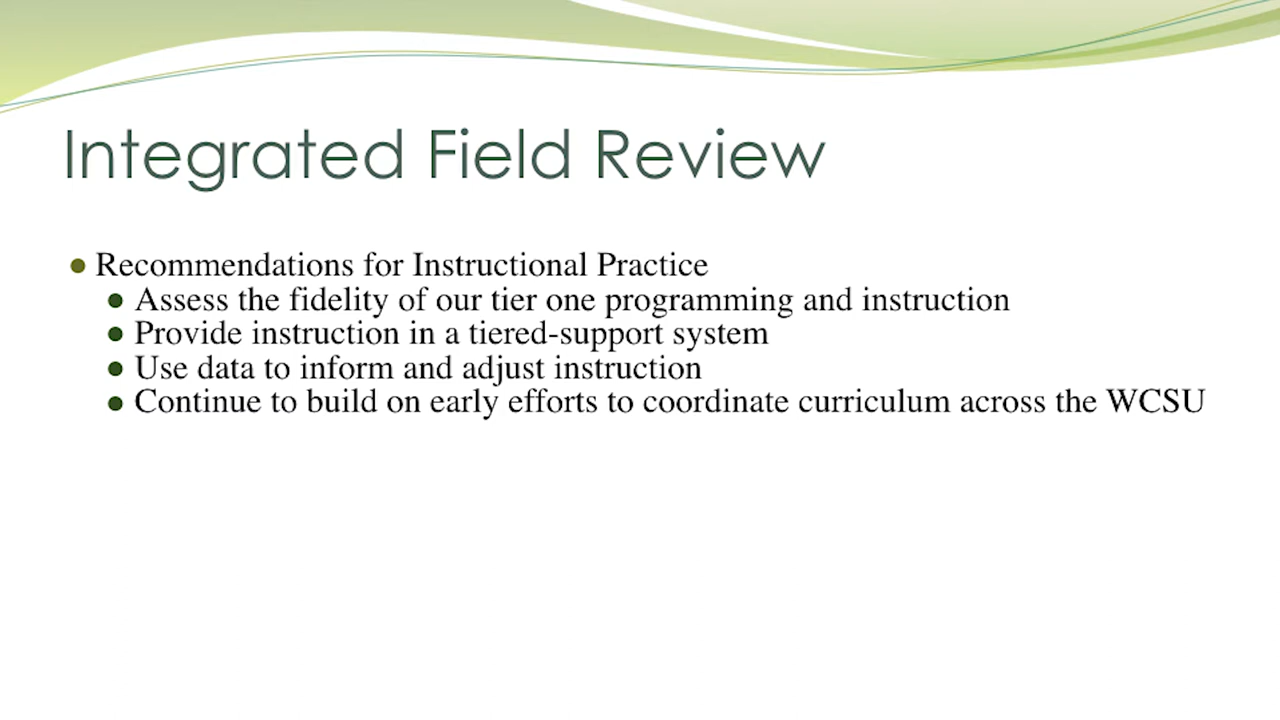 Integrated Field Review
● Recommendations for Instructional Practice
● Assess the fidelity of our tier one programming and instruction
● Provide instruction in a tiered-support system
● Use data to inform and adjust instruction
● Continue to build on early efforts to coordinate curriculum across the WCSU